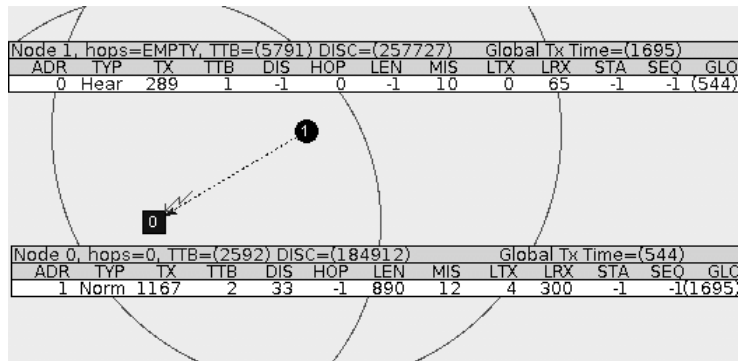 Node 1, hops=EMPTY, TTB=(5791) DISC=(257727) Global Tx Time=(1695)
ADR TYP TX TTB DIS HOP LEN MIS LTX LRX STA SEQ GLO
0 Hear 289 1 -1 0 -1 10 0 65 -1 -1 (544)
1
0
Node 0, hops=0, TTB=(2592) DISC=(184912) Global Tx Time=(544)
ADR TYP TX TTB DIS HOP LEN MIS LTX LRX STA SEQ GLO
1 Norm 1167 2 33 -1 890 12 4 300 -1 -1(1695)